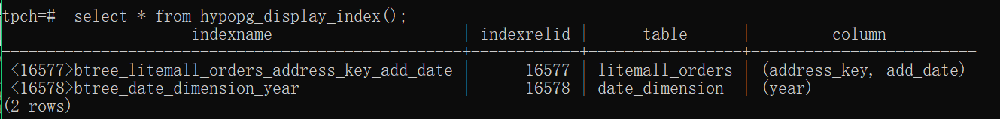 tpch=#  select * from hypopg_display_index();
indexname | indexrelid | table | column
----------------------------------------------+------------+----------------+-------------------------
<16577>btree_litemall_orders_address_key_add_date | 16577 | litemall_orders | (address_key, add_date)
<16578>btree_date_dimension_year | 16578 | date_dimension | (year)
(2 rows)